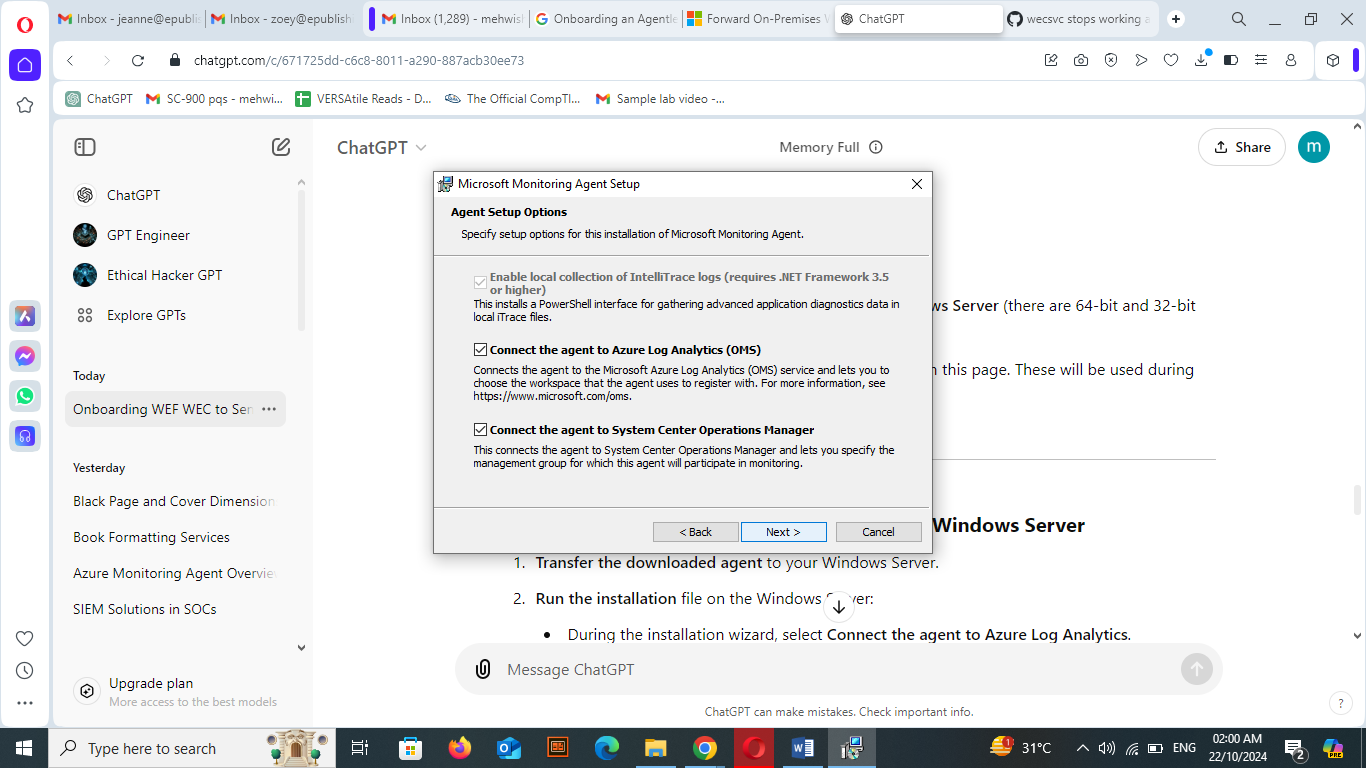 Inbox - jeanne@epublis
Inbox - zoey@epublishe
Inbox (1,289) - mehwis
Onboarding an Agentle
Forward On-Premises W
ChatGPT
wecsvc stops working a
chatgpt.com/c/671725dd-c6c8-8011-a290-887acb30ee73
ChatGPT
SC-900 pqs - mehwi...
VERSAtile Reads - D...
The Official CompTI...
Sample lab video -...
ChatGPT
Memory Full
Share
m
ChatGPT
GPT Engineer
Ethical Hacker GPT
Explore GPTs
Today
Onboarding WEF WEC to Sen
Yesterday
Black Page and Cover Dimension
Book Formatting Services
Azure Monitoring Agent Overvie
SIEM Solutions in SOCs
Upgrade plan
More access to the best models
Microsoft Monitoring Agent Setup
Agent Setup Options
Specify setup options for this installation of Microsoft Monitoring Agent.
Enable local collection of IntelliTrace logs (requires .NET Framework 3.5
or higher)
This installs a PowerShell interface for gathering advanced application diagnostics data in
local iTrace files.
Connect the agent to Azure Log Analytics (OMS)
Connects the agent to the Microsoft Azure Log Analytics (OMS) service and lets you to
choose the workspace that the agent uses to register with. For more information, see
https://www.microsoft.com/oms.
Connect the agent to System Center Operations Manager
This connects the agent to System Center Operations Manager and lets you specify the
management group for which this agent will participate in monitoring.
< Back
Next >
Cancel
ws Server (there are 64-bit and 32-bit
n this page. These will be used during
Windows Server
1. Transfer the downloaded agent to your Windows Server.
2. Run the installation file on the Windows Server:
• During the installation wizard, select Connect the agent to Azure Log Analytics.
Message ChatGPT
ChatGPT can make mistakes. Check important info.
?
Type here to search
1
31°C
ENG
02:00 AM
22/10/2024
2
PRE